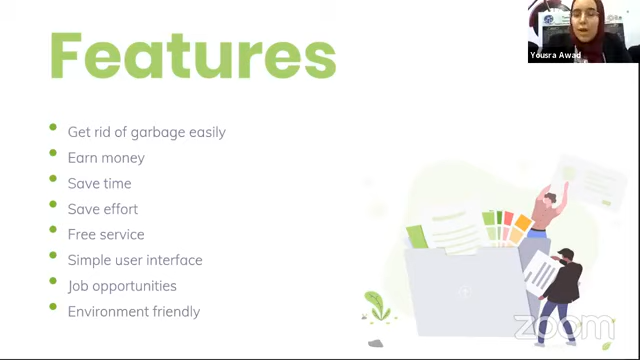 Features
Yousra Awad
Get rid of garbage easily
Earn money
Save time
Save effort
Free service
Simple user interface
Job opportunities
Environment friendly
zoom